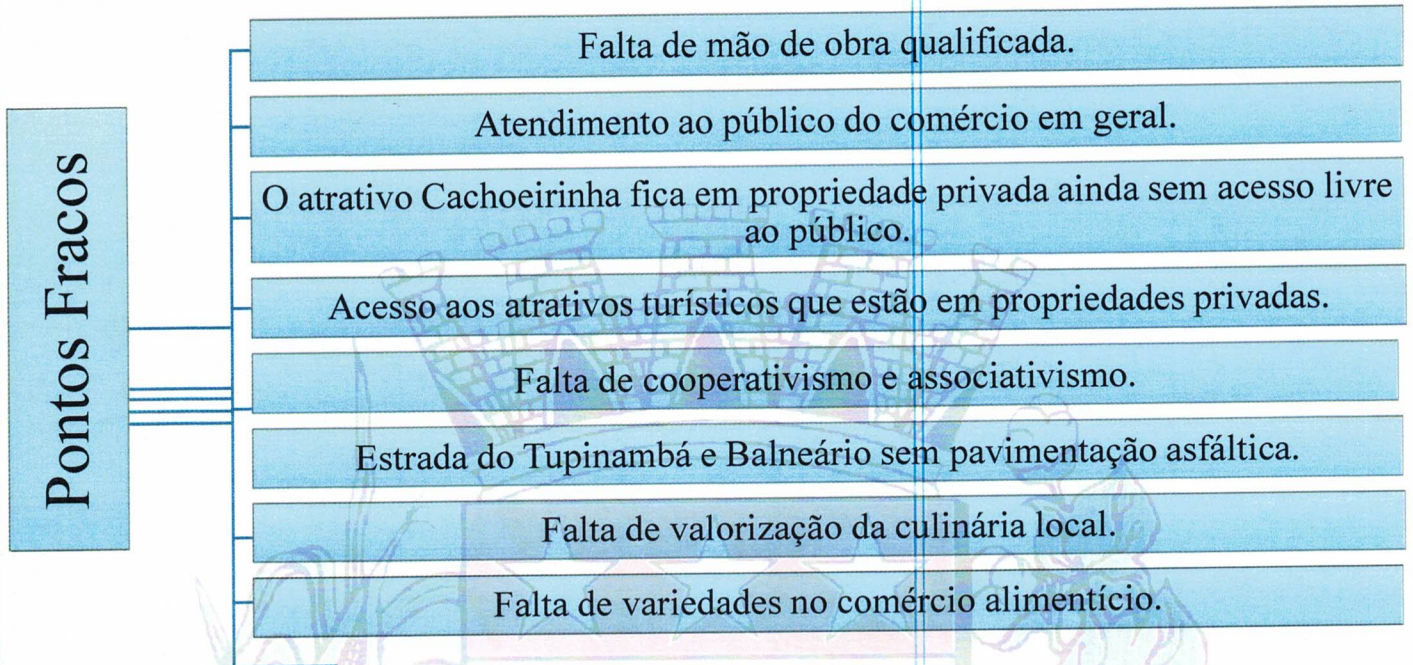 Pontos Fracos
Falta de mão de obra qualificada.
Atendimento ao público do comércio em geral.
O atrativo Cachoeirinha fica em propriedade privada ainda sem acesso livre
ao público.
Acesso aos atrativos turísticos que estão em propriedades privadas.
Falta de cooperativismo e associativismo.
Estrada do Tupinambá e Balneário sem pavimentação asfáltica.
Falta de valorização da culinária local.
Falta de variedades no comércio alimentício.